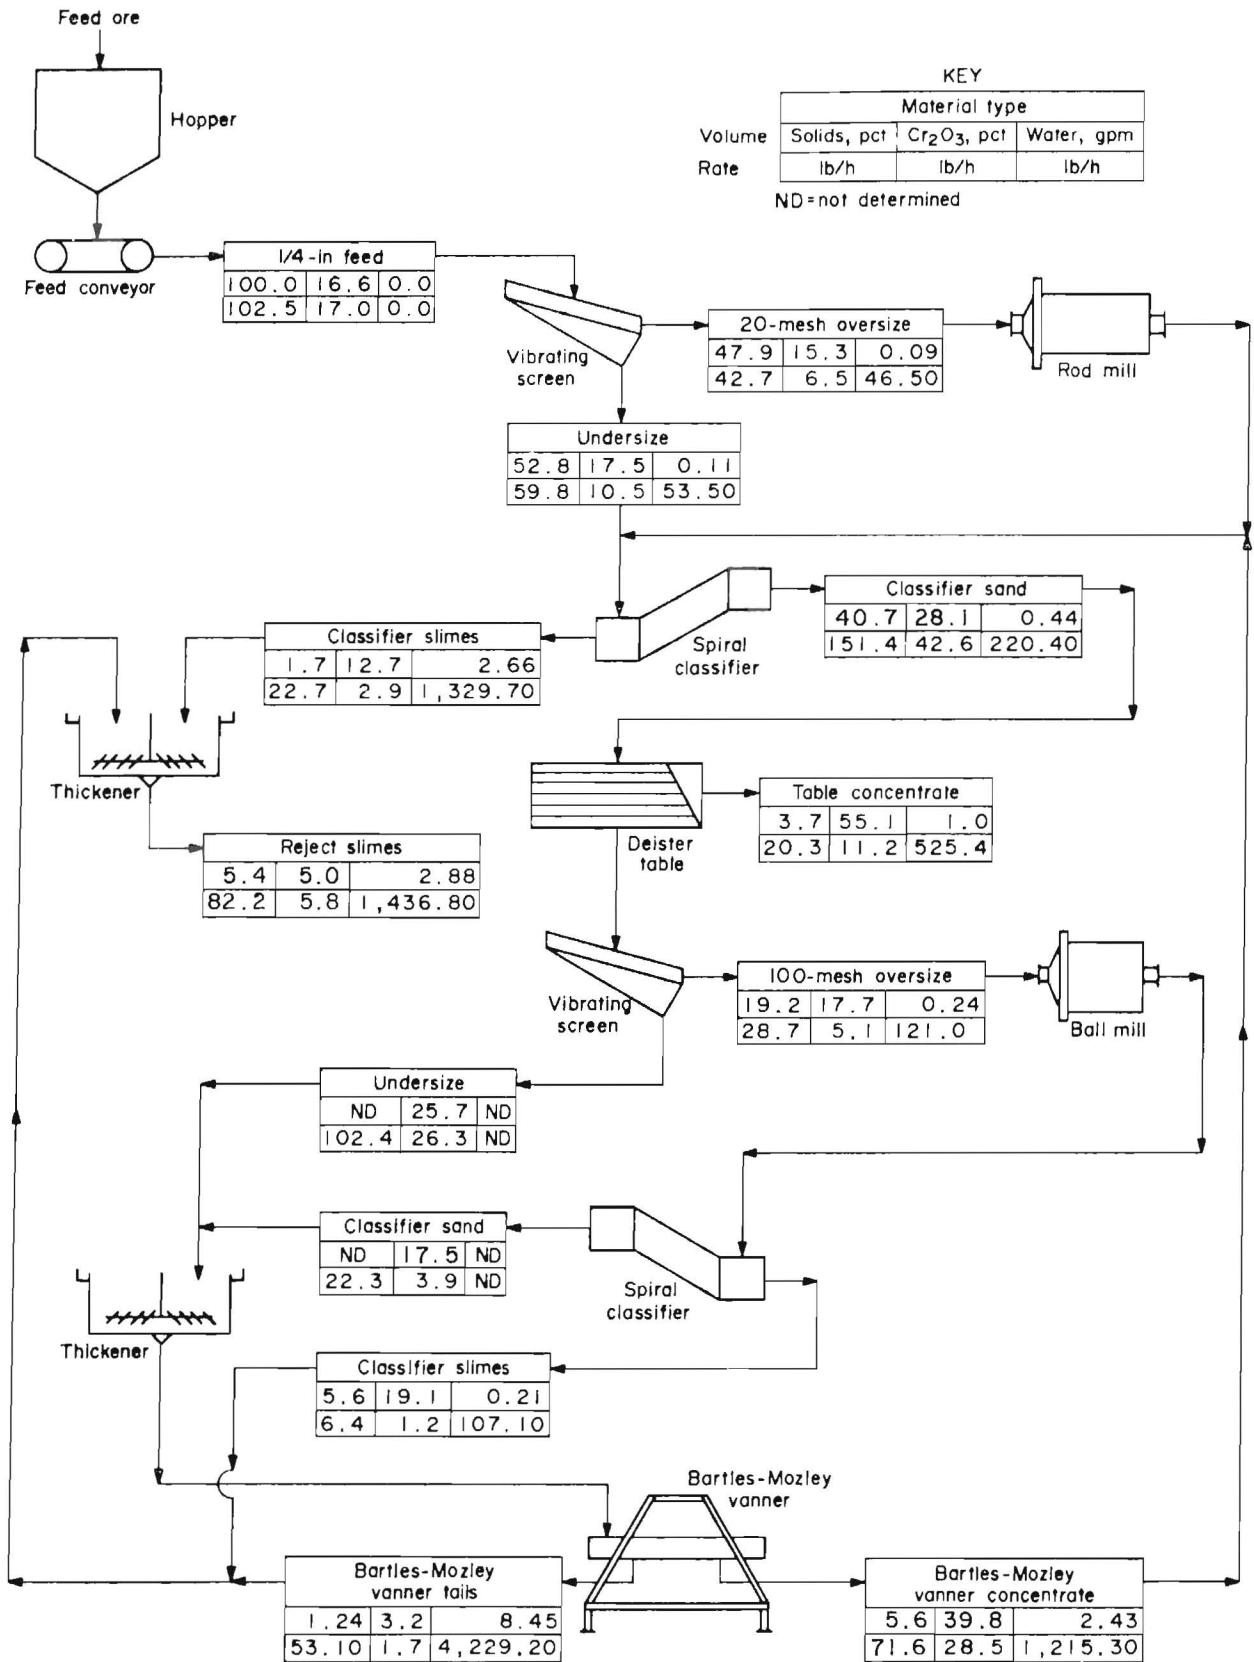 Feed ore
Hopper
KEY
Material type
Volume Solids, pct Cr2O3, pct Water, gpm
Rate lb/h lb/h lb/h
ND=not determined
Feed conveyor
1/4-in feed
100.0 16.6 0.0
102.5 17.0 0.0
Vibrating
screen
20-mesh oversize
47.9 15.3 0.09
42.7 6.5 46.50
Rod mill
Undersize
52.8 17.5 0.11
59.8 10.5 53.50
Spiral
classifier
Classifier sand
40.7 28.1 0.44
151.4 42.6 220.40
Classifier slimes
1.7 12.7 2.66
22.7 2.9 1,329.70
Thickener
Reject slimes
5.4 5.0 2.88
82.2 5.8 1,436.80
Deister
table
Table concentrate
3.7 55.1 1.0
20.3 11.2 525.4
Vibrating
screen
100-mesh oversize
19.2 17.7 0.24
28.7 5.1 121.0
Ball mill
Undersize
ND 25.7 ND
102.4 26.3 ND
Classifier sand
ND 17.5 ND
22.3 3.9 ND
Spiral
classifier
Thickener
Classifier slimes
5.6 19.1 0.21
6.4 1.2 107.10
Bartles-Mozley
vanner
Bartles-Mozley
vanner tails
1.24 3.2 8.45
53.10 1.7 4,229.20
Bartles-Mozley
vanner concentrate
5.6 39.8 2.43
71.6 28.5 1,215.30